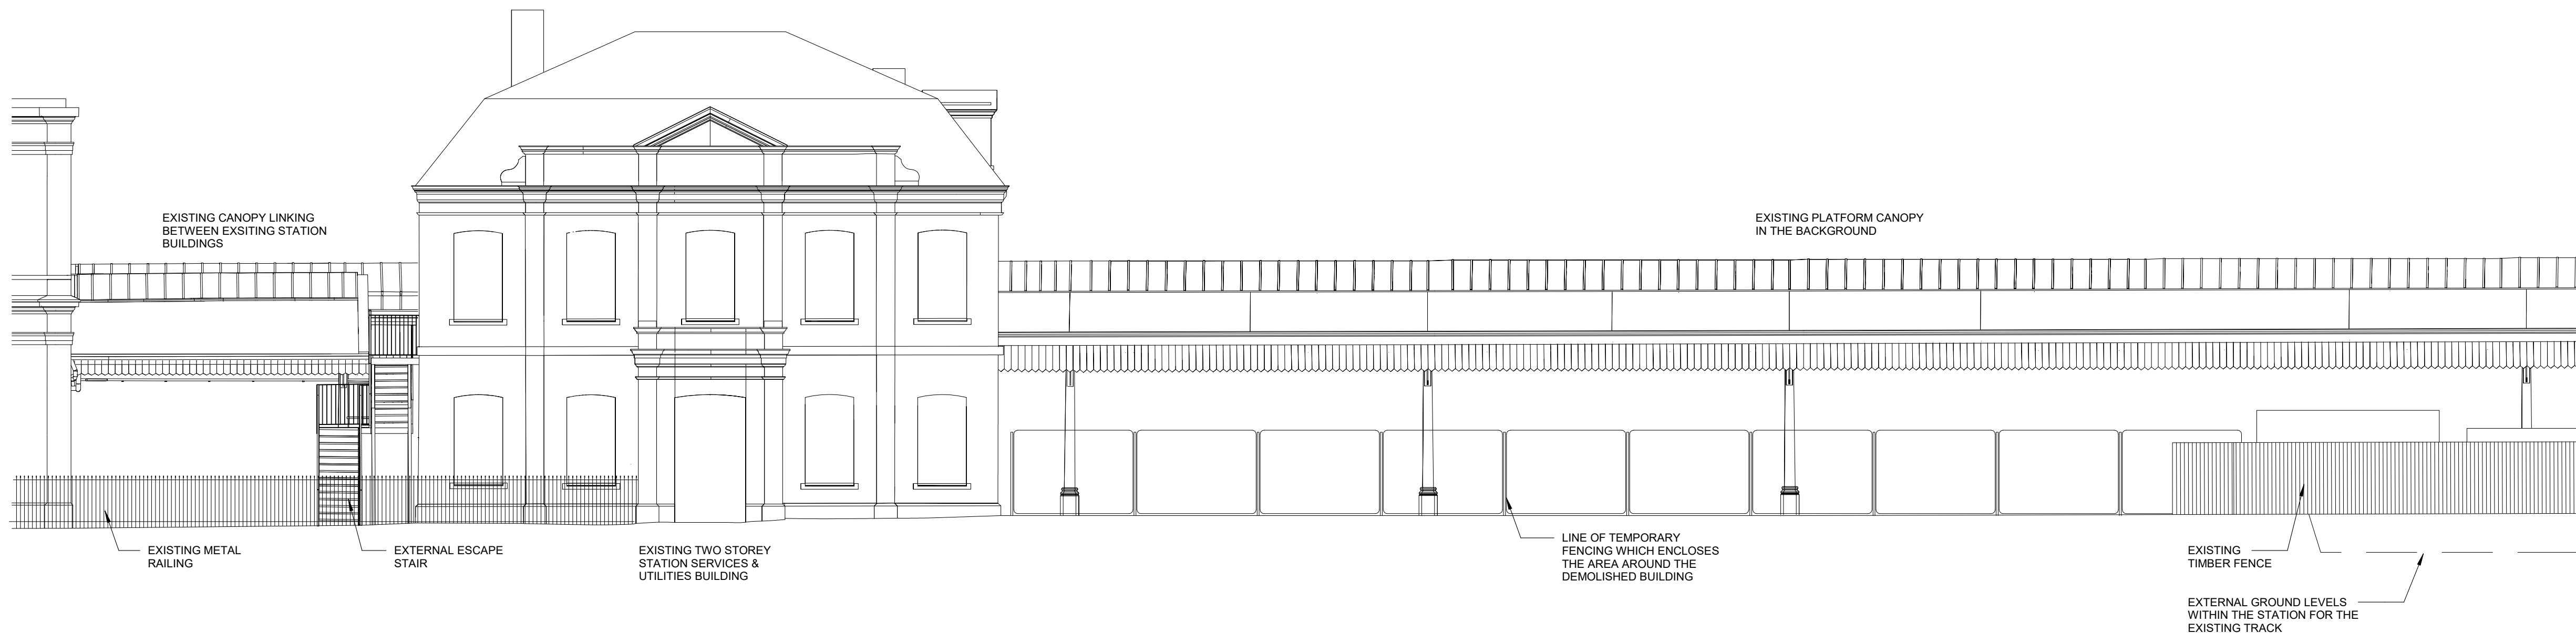 EXISTING CANOPY LINKING
BETWEEN EXSITING STATION
BUILDINGS
EXISTING PLATFORM CANOPY
IN THE BACKGROUND
EXISTING METAL
RAILING
EXTERNAL ESCAPE
STAIR
EXISTING TWO STOREY
STATION SERVICES &
UTILITIES BUILDING
LINE OF TEMPORARY
FENCING WHICH ENCLOSES
THE AREA AROUND THE
DEMOLISHED BUILDING
EXISTING
TIMBER FENCE
EXTERNAL GROUND LEVELS
WITHIN THE STATION FOR THE
EXISTING TRACK